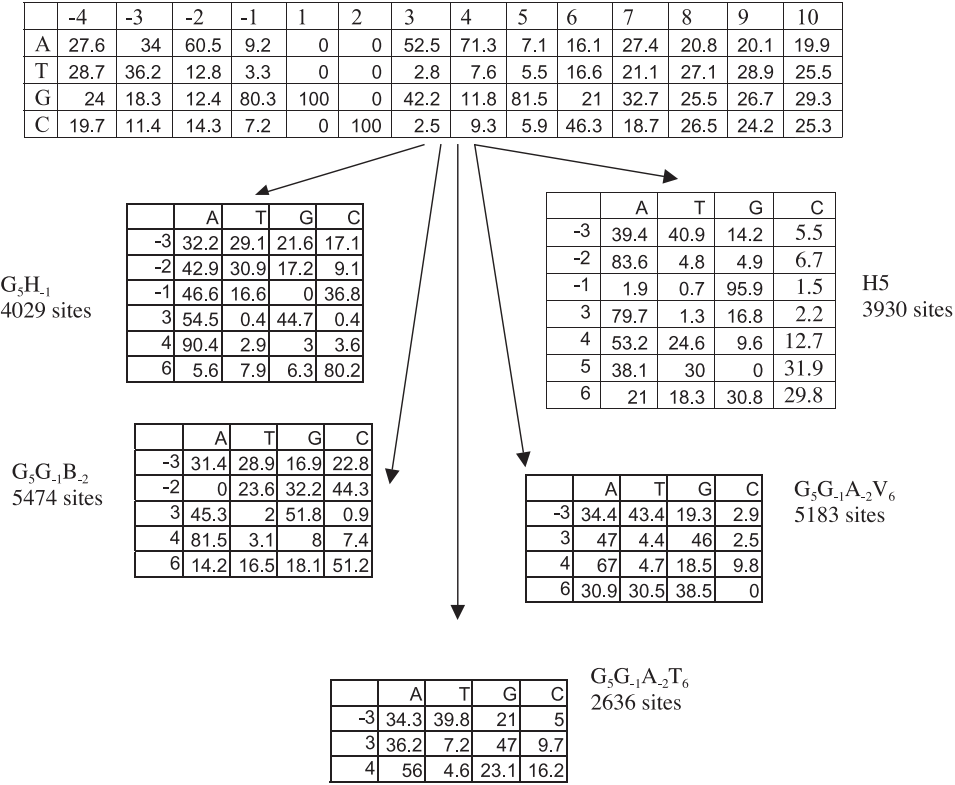 -4 -3 -2 -1 1 2 3 4 5 6 7 8 9 10
A 27.6 34 60.5 9.2 0 0 52.5 71.3 7.1 16.1 27.4 20.8 20.1 19.9
T 28.7 36.2 12.8 3.3 0 0 2.8 7.6 5.5 16.6 21.1 27.1 28.9 25.5
G 24 18.3 12.4 80.3 100 0 42.2 11.8 81.5 21 32.7 25.5 26.7 29.3
C 19.7 11.4 14.3 7.2 0 100 2.5 9.3 5.9 46.3 18.7 26.5 24.2 25.3
G5H-1
4029 sites
A T G C
-3 32.2 29.1 21.6 17.1
-2 42.9 30.9 17.2 9.1
-1 46.6 16.6 0 36.8
3 54.5 0.4 44.7 0.4
4 90.4 2.9 3 3.6
6 5.6 7.9 6.3 80.2
A T G C
-3 39.4 40.9 14.2 5.5
-2 83.6 4.8 4.9 6.7
-1 1.9 0.7 95.9 1.5
3 79.7 1.3 16.8 2.2
4 53.2 24.6 9.6 12.7
5 38.1 30 0 31.9
6 21 18.3 30.8 29.8
H5
3930 sites
G5G-1B-2
5474 sites
A T G C
-3 31.4 28.9 16.9 22.8
-2 0 23.6 32.2 44.3
3 45.3 2 51.8 0.9
4 81.5 3.1 8 7.4
6 14.2 16.5 18.1 51.2
A T G C
-3 34.4 43.4 19.3 2.9
3 47 4.4 46 2.5
4 67 4.7 18.5 9.8
6 30.9 30.5 38.5 0
G5G-1A-2V6
5183 sites
A T G C
-3 34.3 39.8 21 5
3 36.2 7.2 47 9.7
4 56 4.6 23.1 16.2
G5G-1A-2T6
2636 sites